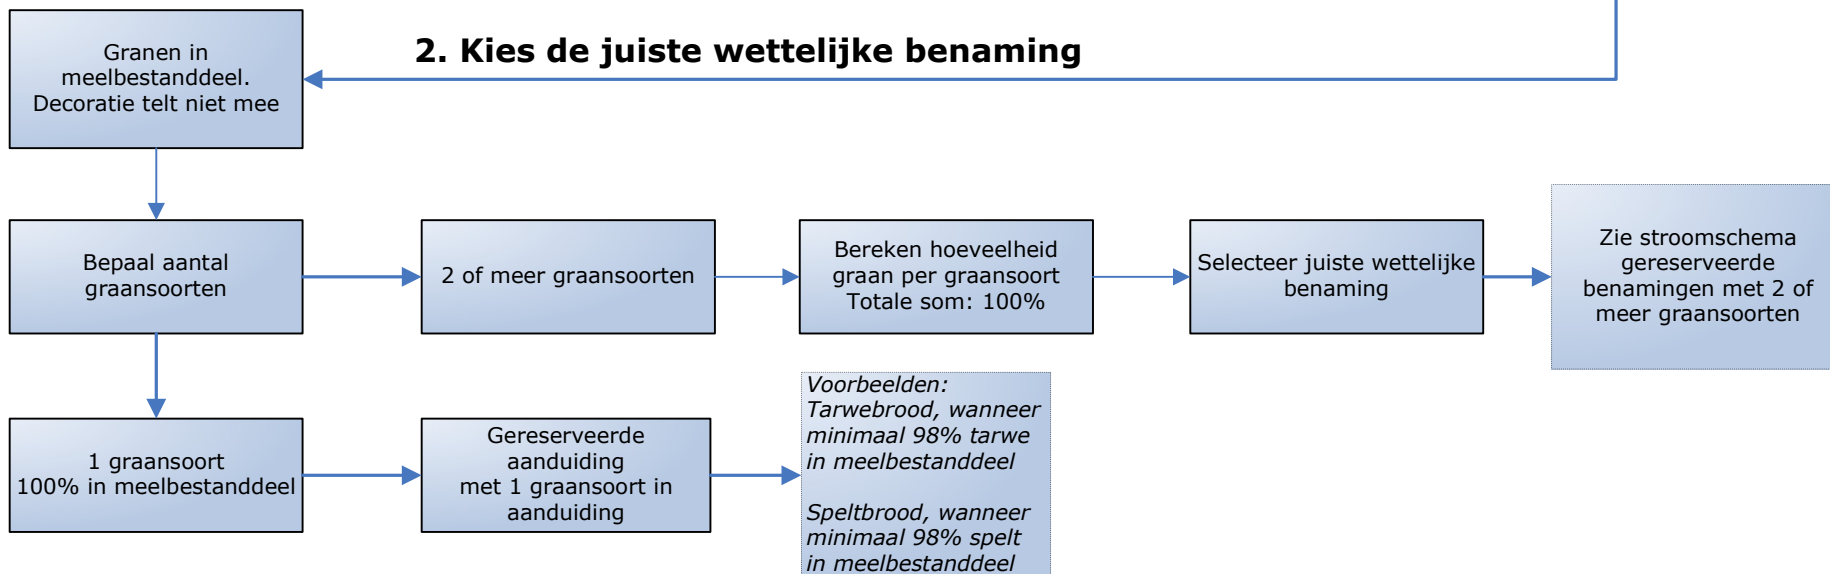 2. Kies de juiste wettelijke benaming
Granen in
meelbestanddeel.
Decoratie telt niet mee
Bepaal aantal
graansoorten
2 of meer graansoorten
Bereken hoeveelheid
graan per graansoort
Totale som: 100%
Selecteer juiste wettelijke
benaming
Zie stroomschema
gereserveerde
benamingen met 2 of
meer graansoorten
1 graansoort
100% in meelbestanddeel
Gereserveerde
aanduiding
met 1 graansoort in
aanduiding
Voorbeelden:
Tarwebrood, wanneer
minimaal 98% tarwe
in meelbestanddeel
Speltbrood, wanneer
minimaal 98% spelt
in meelbestanddeel